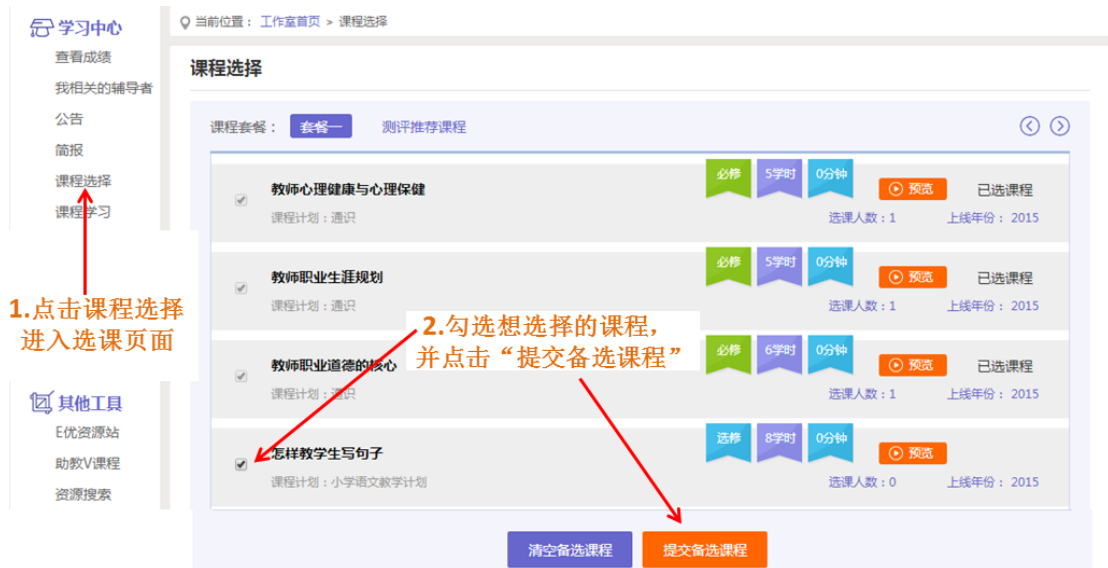 学习中心
查看成绩
我相关的辅导者
公告
简报
课程选择
课程学习
1.点击课程选择
进入选课页面
其他工具
E优资源站
助教V课程
资源搜索
当前位置： 工作室首页 > 课程选择
课程选择
课程套餐： 套餐一 测评推荐课程
教师心理健康与心理保健 必修 5学时 0分钟 预览 已选课程
课程计划：通识 选课人数：1 上线年份： 2015
教师职业生涯规划 必修 5学时 0分钟 预览 已选课程
课程计划：通识 选课人数：1 上线年份： 2015
2.勾选想选择的课程，
并点击“提交备选课程”
教师职业道德的核心 必修 6学时 0分钟 预览 已选课程
课程计划：通识 选课人数：1 上线年份： 2015
怎样教学生写句子 选修 8学时 0分钟 预览
课程计划：小学语文教学计划 选课人数：0 上线年份： 2015
清空备选课程 提交备选课程